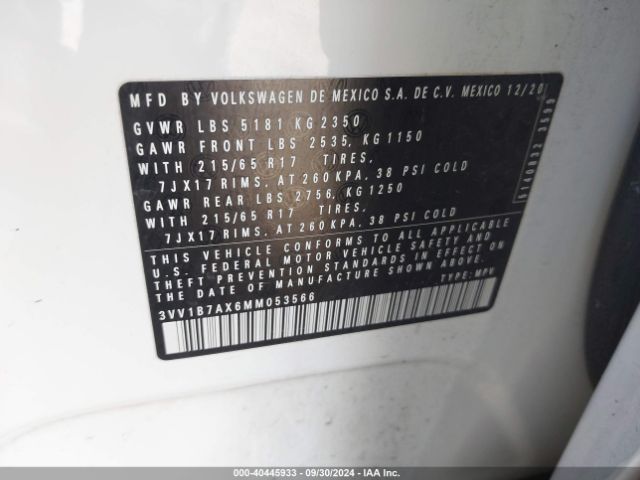 MFD BY VOLKSWAGEN DE MEXICO S.A. DE C.V. MEXICO 12/20
GVWR LBS 5181 KG 2350
GAWR FRONT LBS 2535, KG 1150
WITH 215/65 R17 TIRES,
7JX17 RIMS, AT 260 KPA, 38 PSI COLD
GAWR REAR LBS 2756, KG 1250
WITH 215/65 R17 TIRES,
7JX17 RIMS, AT 260 KPA, 38 PSI COLD
THIS VEHICLE CONFORMS TO ALL APPLICABLE
U.S. FEDERAL MOTOR VEHICLE SAFETY AND
THEFT PREVENTION STANDARDS IN EFFECT ON
THE DATE OF MANUFACTURE SHOWN ABOVE.
3VV1B7AX6MM053566
TYPE: MPV
000-40445933 - 09/30/2024 - IAA Inc.